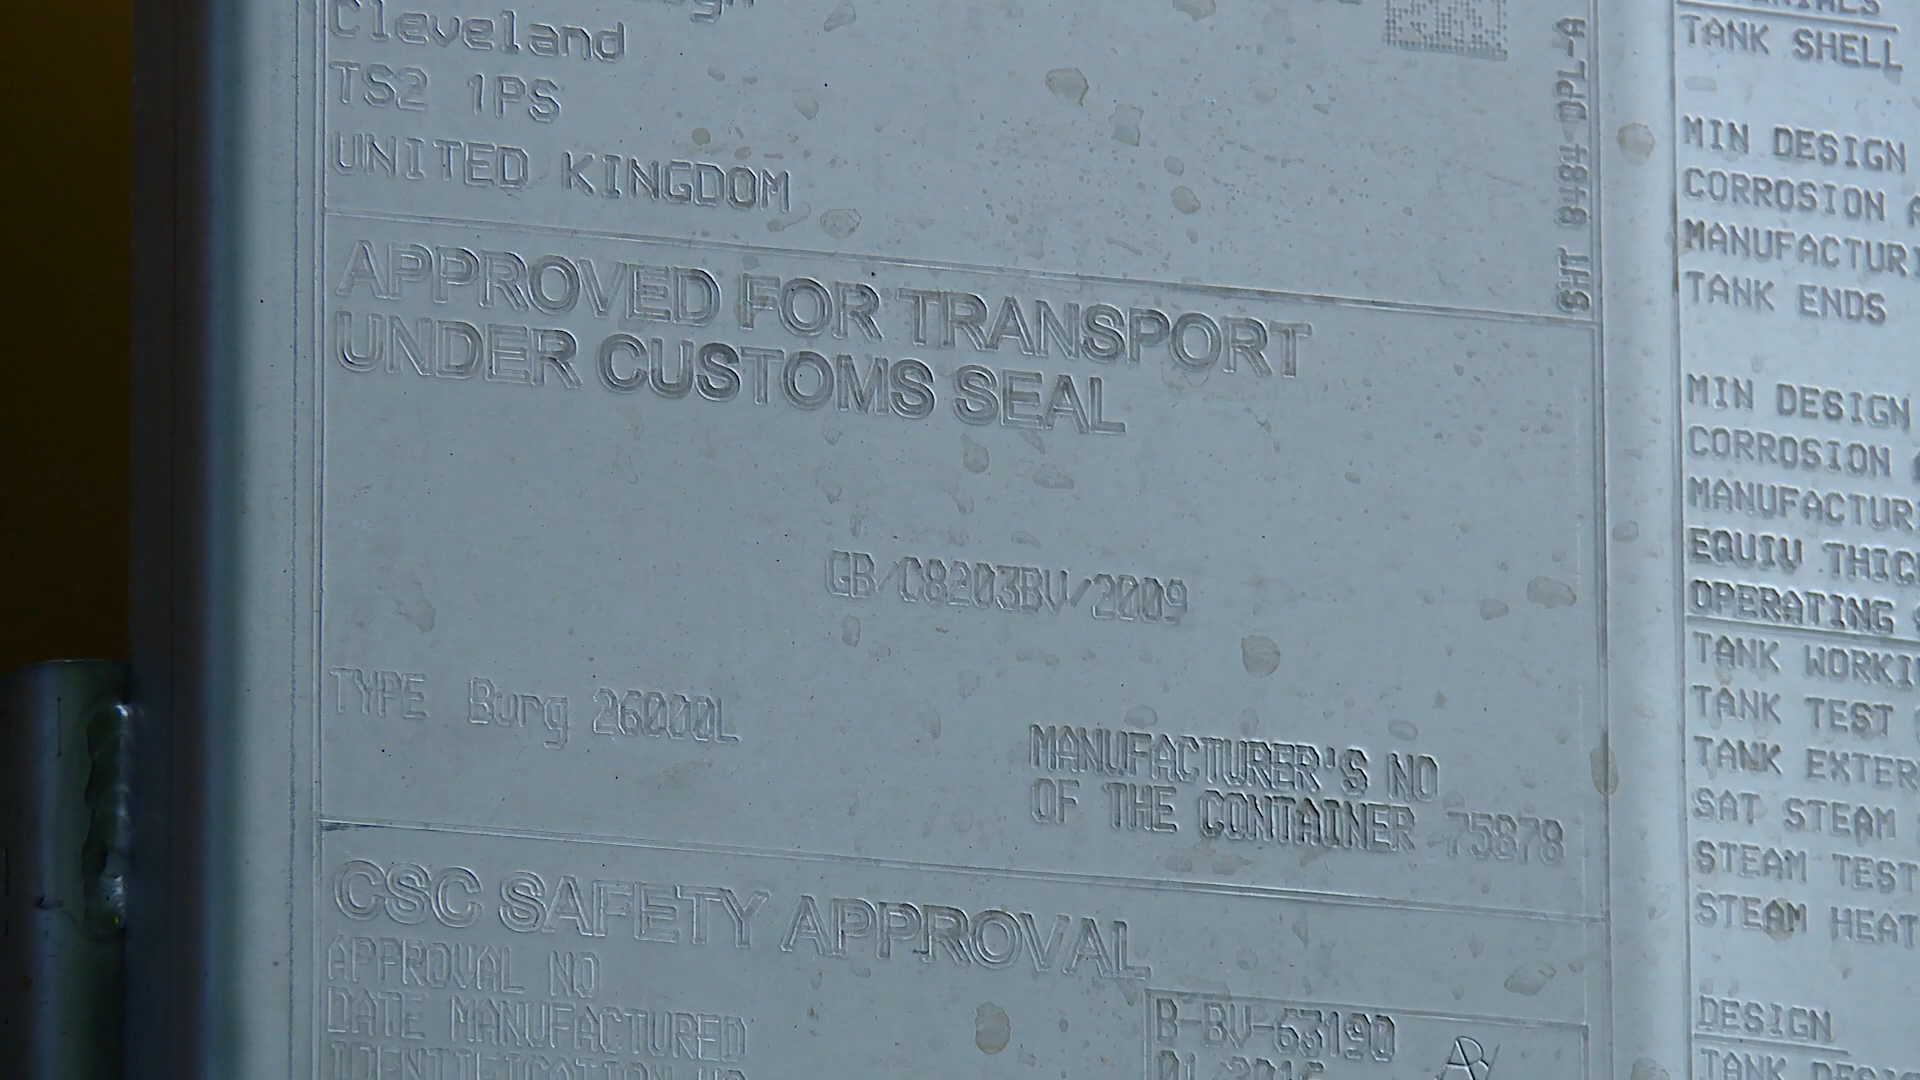 Cleveland
TS2 1PS
UNITED KINGDOM
SHT 8484-DPL-A
APPROVED FOR TRANSPORT
UNDER CUSTOMS SEAL
GB/C8203BV/2009
TYPE Burg 26000L
MANUFACTURER'S NO
OF THE CONTAINER 75878
CSC SAFETY APPROVAL
APPROVAL NO
B-BV-63190
DATE MANUFACTURED
TANK SHELL
MIN DESIGN
CORROSION
MANUFACTUR
TANK ENDS
MIN DESIGN
CORROSION
MANUFACTUR
EQUIV THIC
OPERATING
TANK WORKI
TANK TEST
TANK EXTER
SAT STEAM
STEAM TEST
STEAM HEAT
DESIGN
TANK DESIG